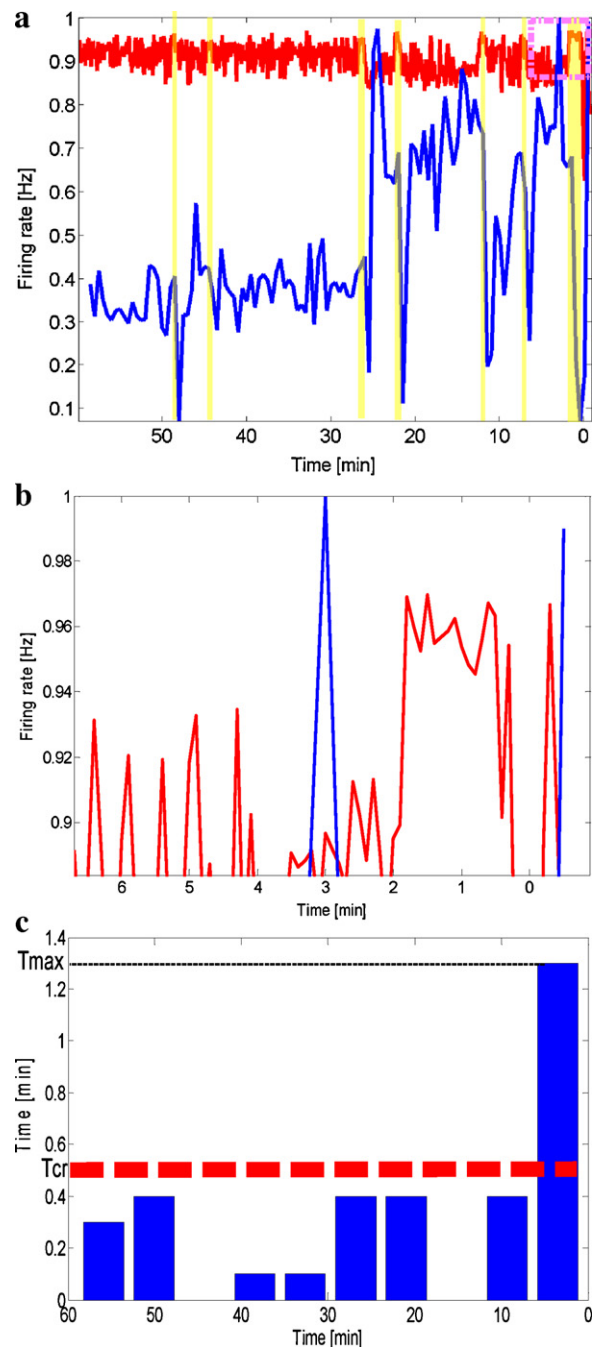 a
1
0.9
0.8
0.7
0.6
0.5
0.4
0.3
0.2
0.1
Firing rate [Hz]
50 40 30 20 10 0
Time [min]
b
1
0.98
0.96
0.94
0.92
0.9
Firing rate [Hz]
6 5 4 3 2 1 0
Time [min]
c
1.4
Tmax
1.2
1
0.8
0.6
Tcr
0.4
0.2
0
Time [min]
60 50 40 30 20 10 0
Time [min]